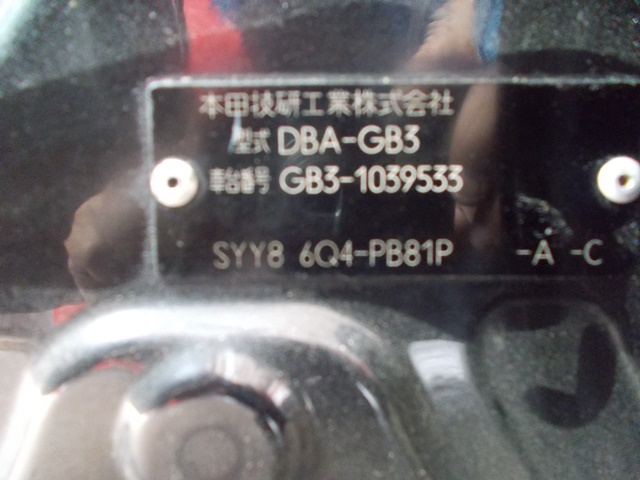 本田技研工業株式会社
型式 DBA-GB3
車台番号 GB3-1039533
SYY8 6Q4-PB81P -A -C